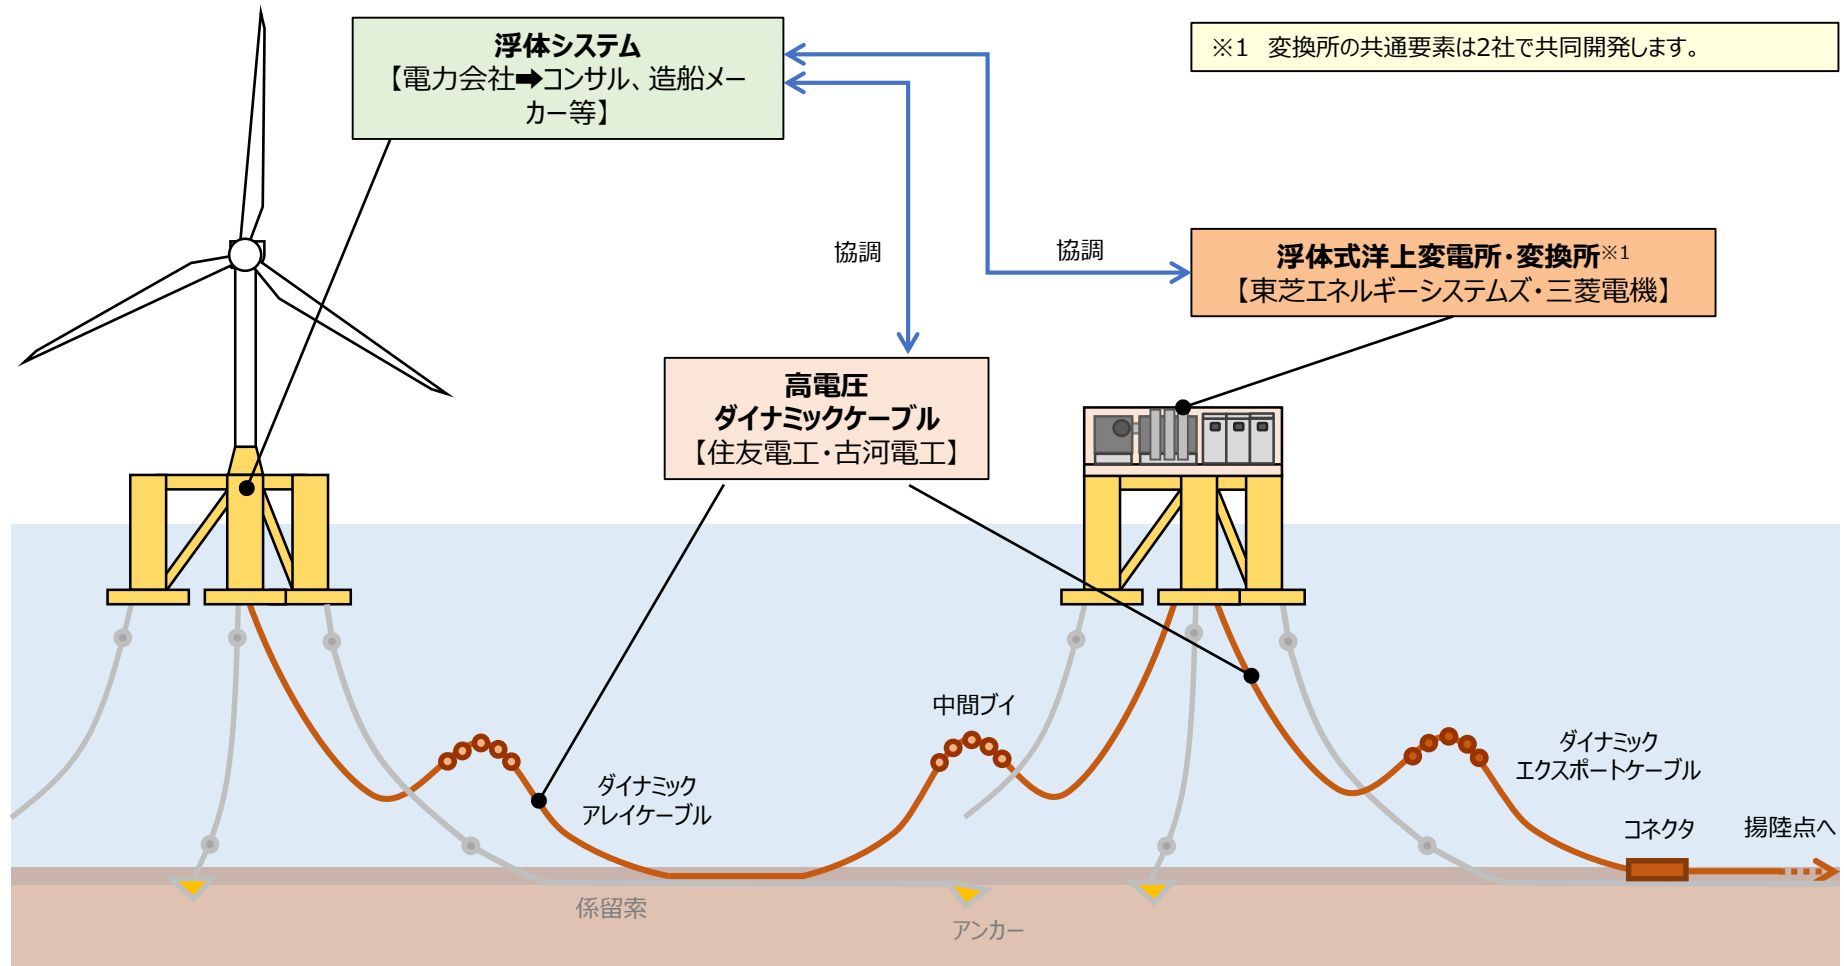 浮体システム
【電力会社➡コンサル、造船メー
カー等】
※1 変換所の共通要素は2社で共同開発します。
協調
協調
浮体式洋上変電所・変換所※1
【東芝エネルギーシステムズ・三菱電機】
高電圧
ダイナミックケーブル
【住友電工・古河電工】
中間ブイ
ダイナミック
エクスポートケーブル
ダイナミック
アレイケーブル
コネクタ
揚陸点へ
係留索
アンカー